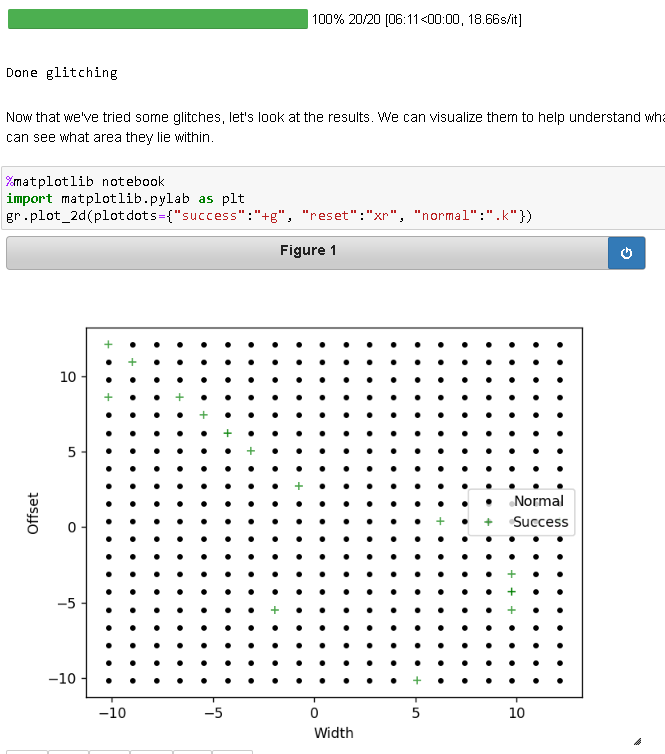 100% 20/20 [06:11<00:00, 18.66s/it]
Done glitching
Now that we've tried some glitches, let's look at the results. We can visualize them to help understand
can see what area they lie within.
%matplotlib notebook
import matplotlib.pylab as plt
gr.plot_2d(plotdots={"success":"+g", "reset":"xr", "normal":".k"})
Figure 1
10
5
0
−5
−10
Offset
Normal
Success
−10 −5 0 5 10
Width